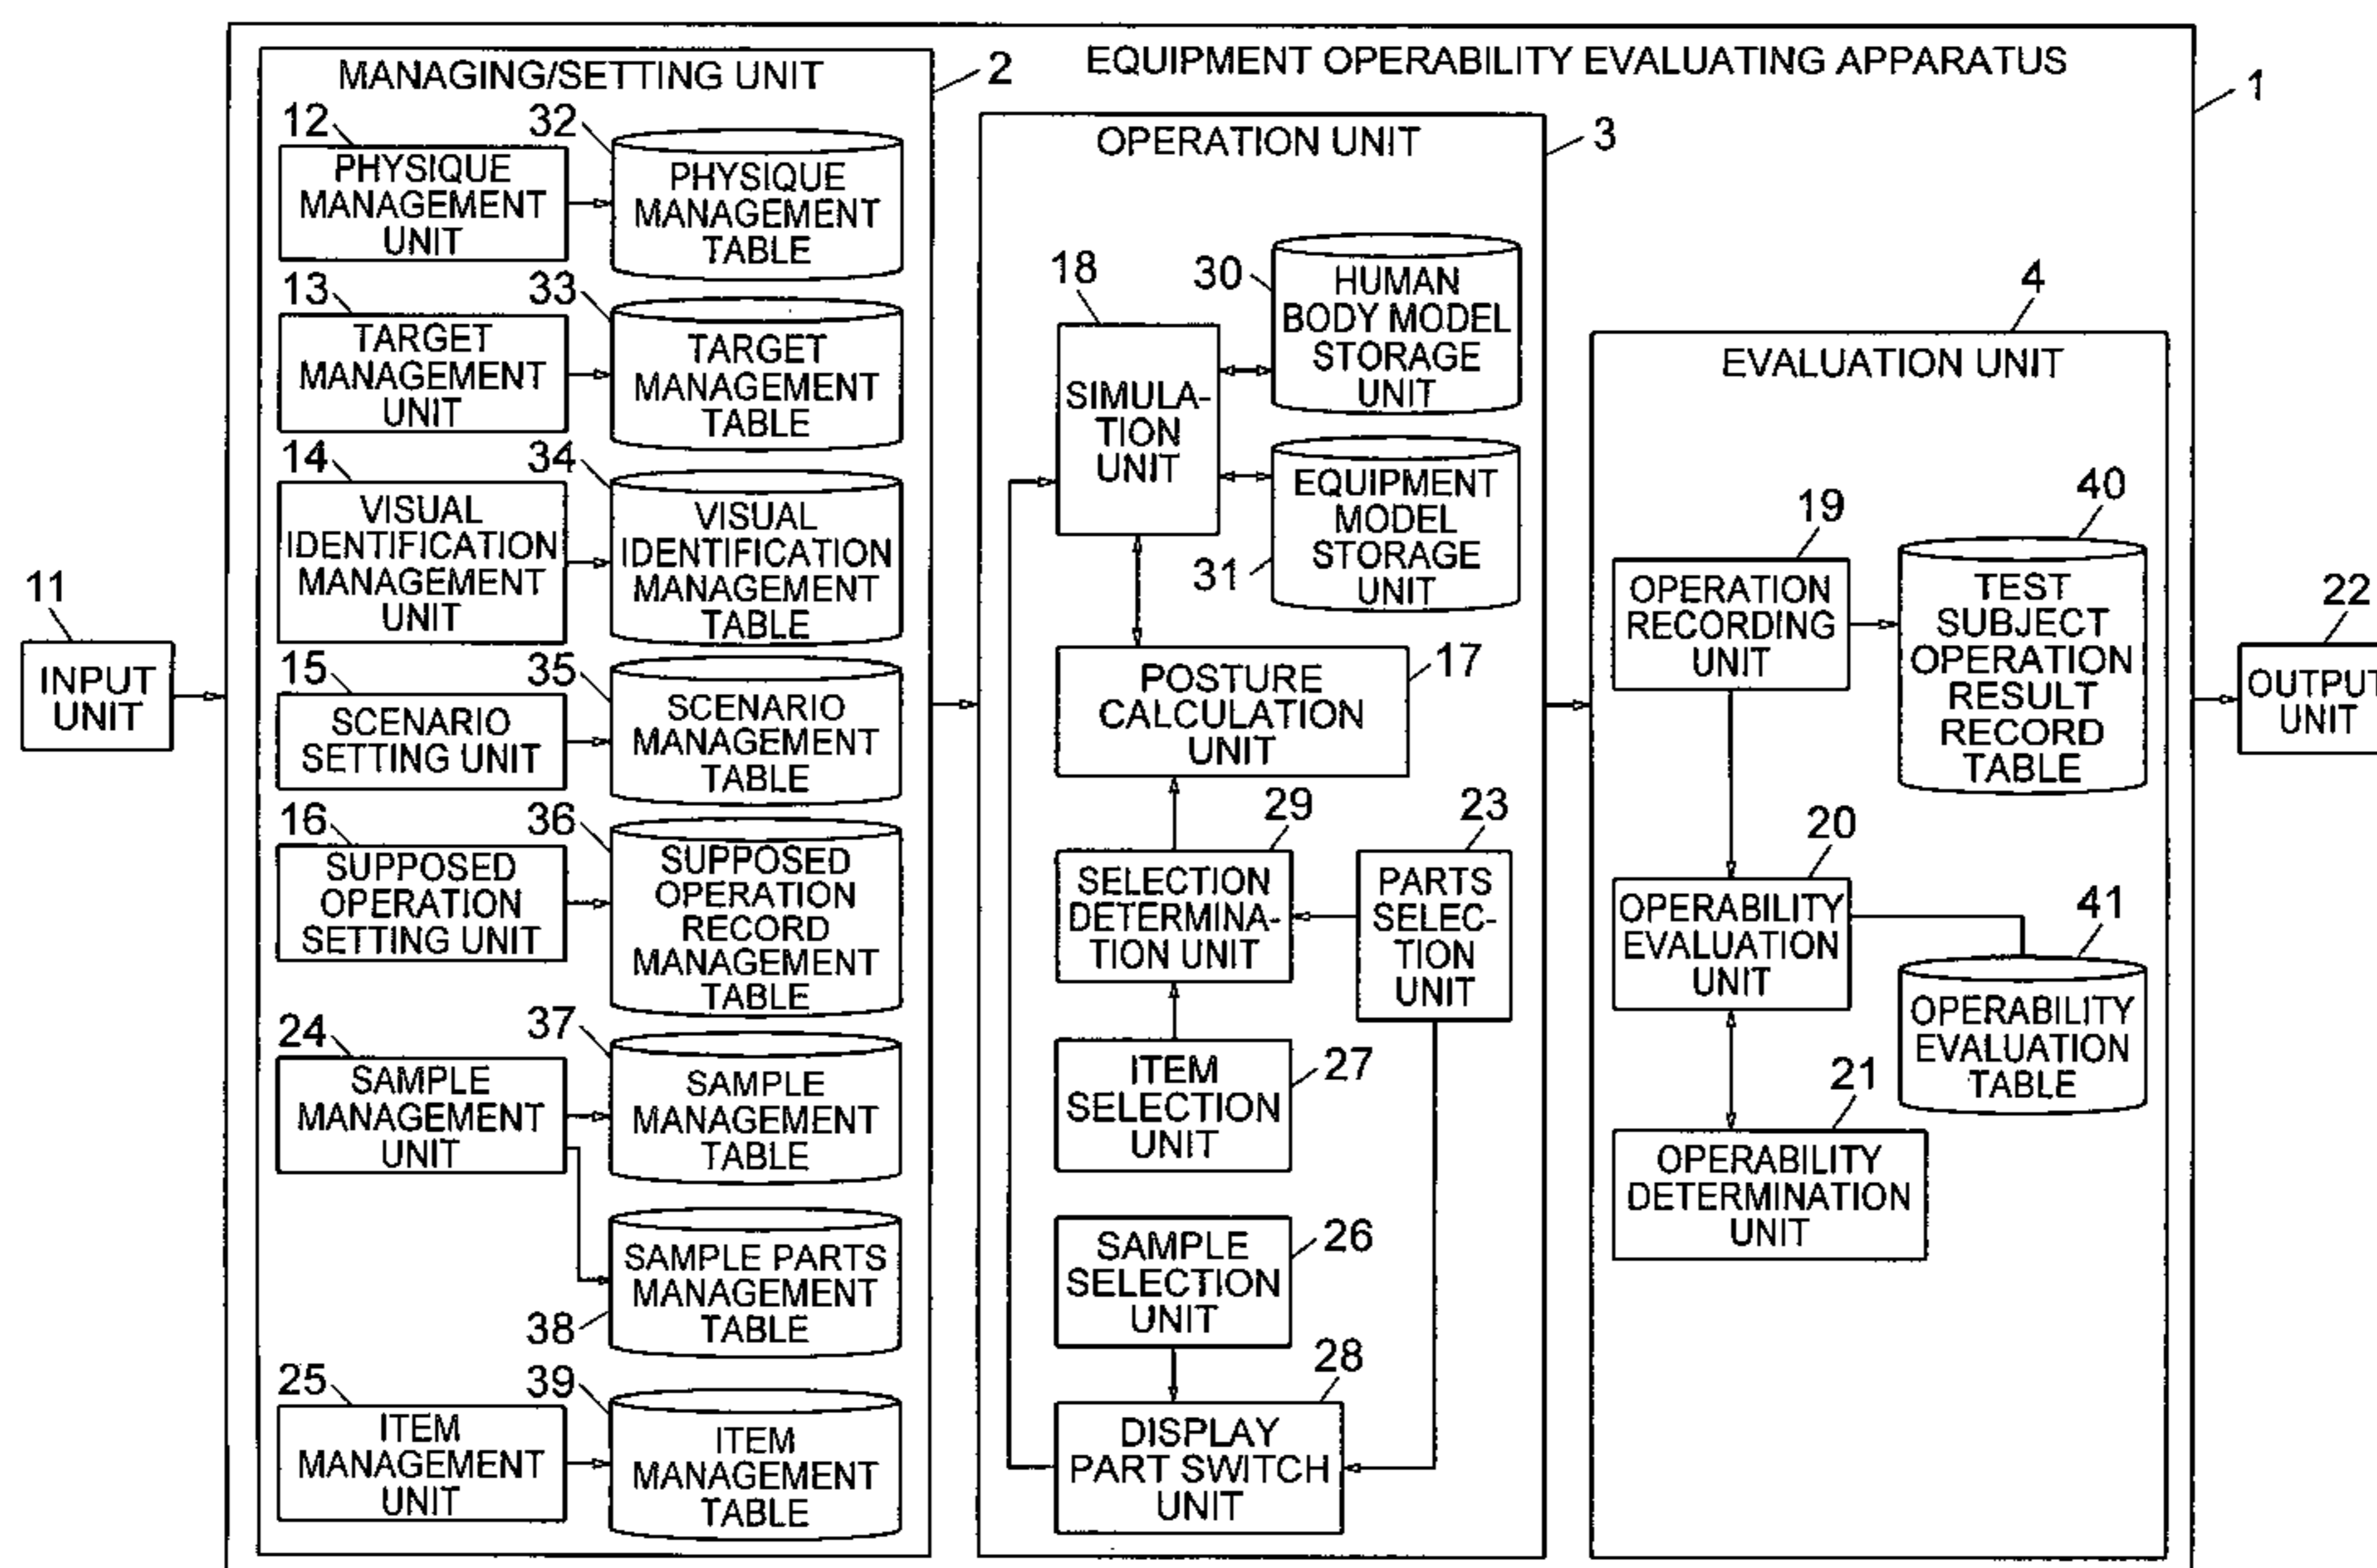 EQUIPMENT OPERABILITY EVALUATING APPARATUS
1
MANAGING/SETTING UNIT
2
12
PHYSIQUE
MANAGEMENT
UNIT
32
PHYSIQUE
MANAGEMENT
TABLE
13
TARGET
MANAGEMENT
UNIT
33
TARGET
MANAGEMENT
TABLE
14
VISUAL
IDENTIFICATION
MANAGEMENT
UNIT
34
VISUAL
IDENTIFICATION
MANAGEMENT
TABLE
11
INPUT
UNIT
15
SCENARIO
SETTING UNIT
35
SCENARIO
MANAGEMENT
TABLE
16
SUPPOSED
OPERATION
SETTING UNIT
36
SUPPOSED
OPERATION
RECORD
MANAGEMENT
TABLE
24
SAMPLE
MANAGEMENT
UNIT
37
SAMPLE
MANAGEMENT
TABLE
SAMPLE PARTS
MANAGEMENT
TABLE
38
25
ITEM
MANAGEMENT
UNIT
39
ITEM
MANAGEMENT
TABLE
OPERATION UNIT
3
18
SIMULA-
TION
UNIT
30
HUMAN
BODY MODEL
STORAGE
UNIT
EQUIPMENT
MODEL
STORAGE
UNIT
31
POSTURE
CALCULATION
UNIT
17
29
SELECTION
DETERMINA-
TION UNIT
23
PARTS
SELEC-
TION
UNIT
ITEM
SELECTION
UNIT
27
SAMPLE
SELECTION
UNIT
26
28
DISPLAY
PART SWITCH
UNIT
4
EVALUATION UNIT
19
OPERATION
RECORDING
UNIT
40
TEST
SUBJECT
OPERATION
RESULT
RECORD
TABLE
20
OPERABILITY
EVALUATION
UNIT
41
OPERABILITY
EVALUATION
TABLE
21
OPERABILITY
DETERMINATION
UNIT
22
OUTPUT
UNIT